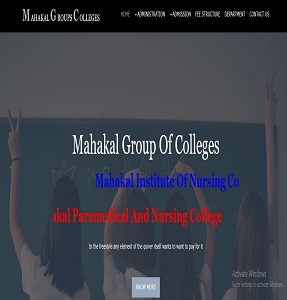 Mahakal Groups Colleges
HOME ~ADMINISTRATION ~ADMISSION FEE STRUCTURE DEPARTMENT CONTACT US
Mahakal Group Of Colleges
Mahakal Institute Of Nursing Co
akal Paramedical And Nursing College
In the freestyle any element of the quiver itself wants to want to pay for it
KNOW MORE
Activate Windows
Go to Settings to activate Windows.